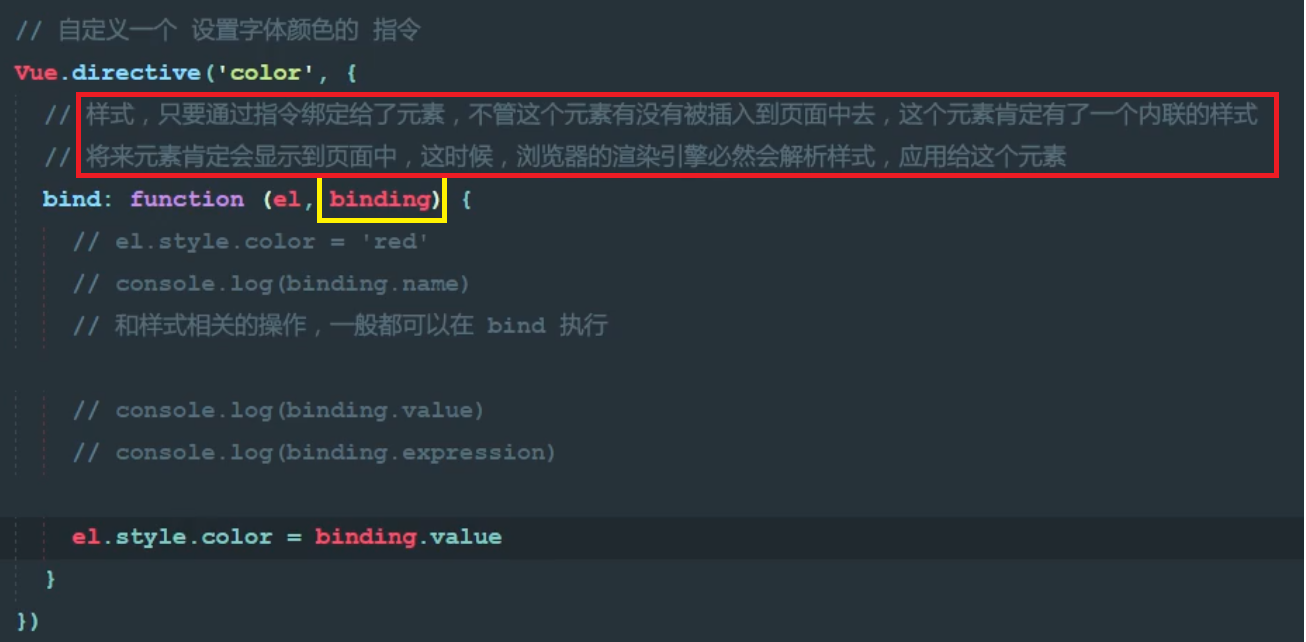 // 自定义一个 设置字体颜色的 指令
Vue.directive('color', {
// 样式，只要通过指令绑定给了元素，不管这个元素有没有被插入到页面中去，这个元素肯定有了一个内联的样式
// 将来元素肯定会显示到页面中，这时候，浏览器的渲染引擎必然会解析样式，应用给这个元素
bind: function (el, binding) {
// el.style.color = 'red'
// console.log(binding.name)
// 和样式相关的操作，一般都可以在 bind 执行
// console.log(binding.value)
// console.log(binding.expression)
el.style.color = binding.value
}
})